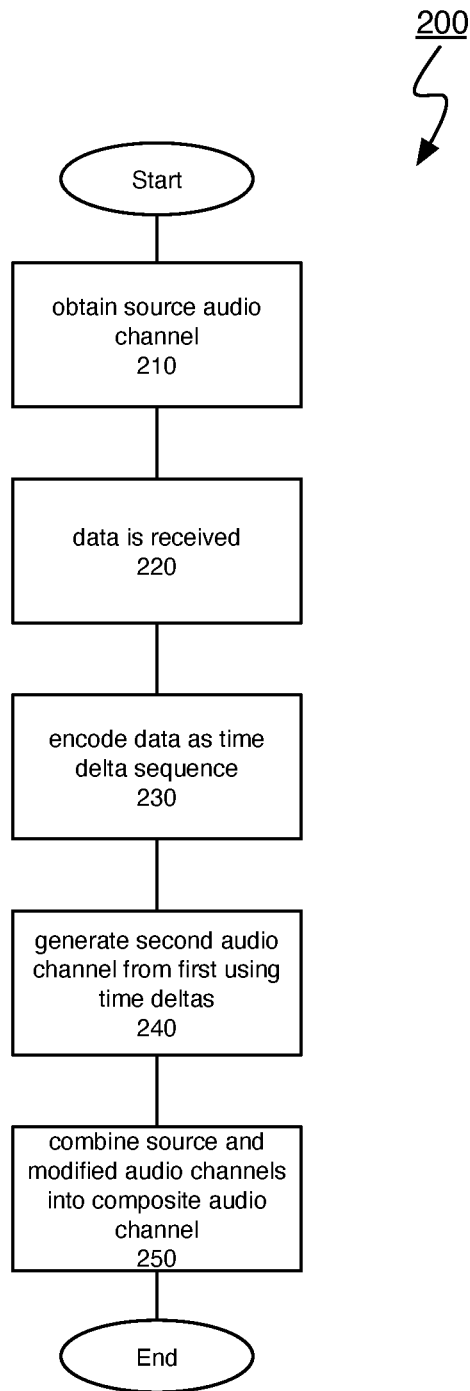 200
Start
obtain source audio
channel
210
data is received
220
encode data as time
delta sequence
230
generate second audio
channel from first using
time deltas
240
combine source and
modified audio channels
into composite audio
channel
250
End